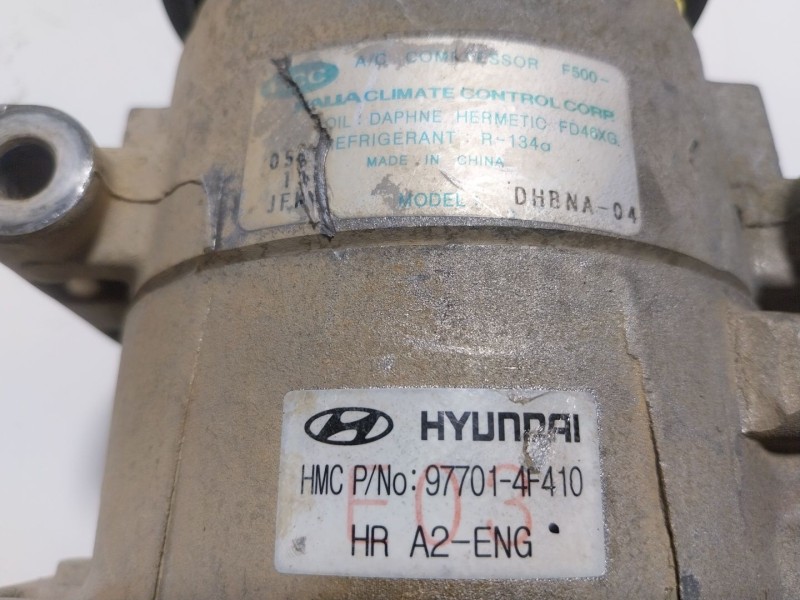 A/C COMPRESSOR F500-
CLIMATE CONTROL CORP.
OIL: DAPHNE HERMETIC FD46XG
REFRIGERANT: R-134a
MADE IN CHINA
MODEL: DHBNA-04
HYUNDAI
HMC P/No: 97701-4F410
F03
HR A2-ENG